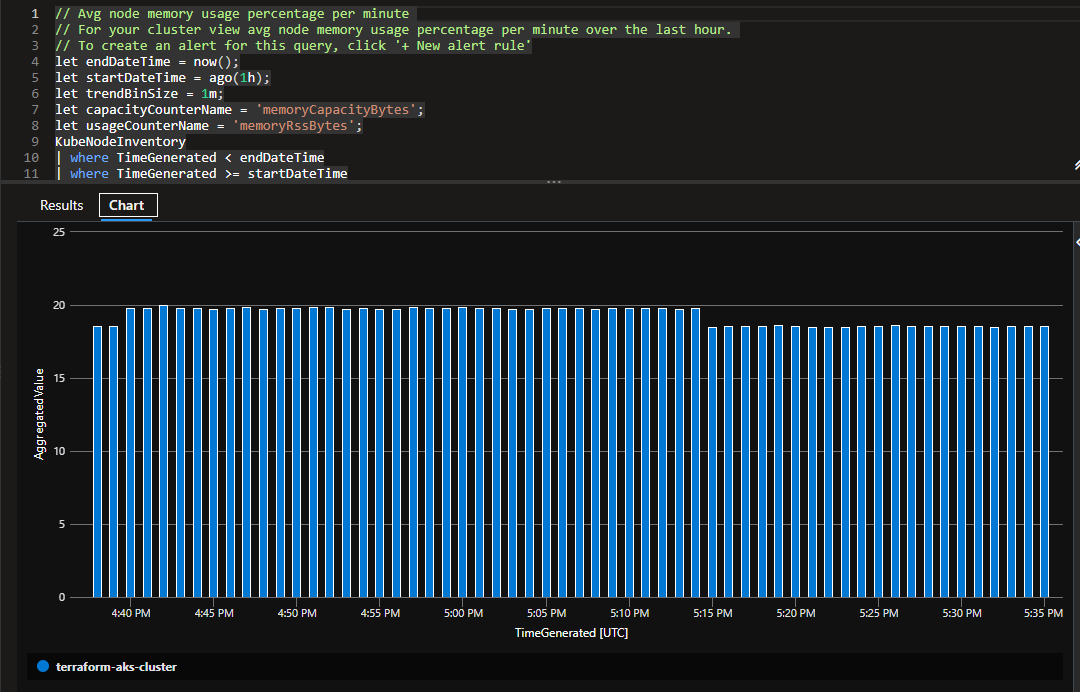 1 // Avg node memory usage percentage per minute
2 // For your cluster view avg node memory usage percentage per minute over the last hour.
3 // To create an alert for this query, click '+ New alert rule'
4 let endDateTime = now();
5 let startDateTime = ago(1h);
6 let trendBinSize = 1m;
7 let capacityCounterName = 'memoryCapacityBytes';
8 let usageCounterName = 'memoryRssBytes';
9 KubeNodeInventory
10 | where TimeGenerated < endDateTime
11 | where TimeGenerated >= startDateTime
Results Chart
25
20
15
10
5
0
AggregatedValue
4:40 PM 4:45 PM 4:50 PM 4:55 PM 5:00 PM 5:05 PM 5:10 PM 5:15 PM 5:20 PM 5:25 PM 5:30 PM 5:35 PM
TimeGenerated [UTC]
terraform-aks-cluster